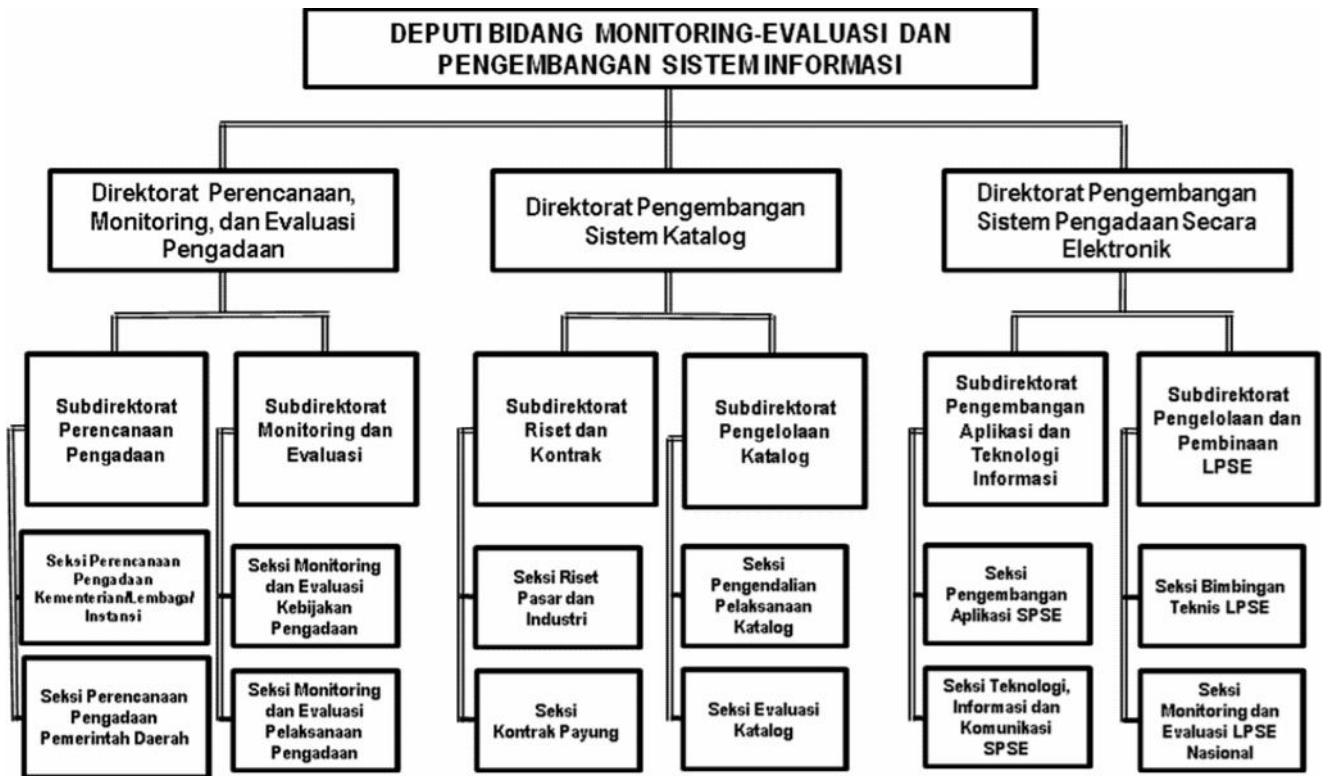 DEPUTI BIDANG MONITORING-EVALUASI DAN
PENGEMBANGAN SISTEM INFORMASI
Direktorat Perencanaan,
Monitoring, dan Evaluasi
Pengadaan
Direktorat Pengembangan
Sistem Katalog
Direktorat Pengembangan
Sistem Pengadaan Secara
Elektronik
Subdirektorat
Perencanaan
Pengadaan
Subdirektorat
Monitoring dan
Evaluasi
Subdirektorat
Riset dan
Kontrak
Subdirektorat
Pengelolaan
Katalog
Subdirektorat
Pengembangan
Aplikasi dan
Teknologi
Informasi
Subdirektorat
Pengelolaan dan
Pembinaan
LPSE
Seksi Perencanaan
Pengadaan
Kementerian/Lembaga/
Instansi
Seksi Monitoring
dan Evaluasi
Kebijakan
Pengadaan
Seksi Riset
Pasar dan
Industri
Seksi
Pengendalian
Pelaksanaan
Katalog
Seksi
Pengembangan
Aplikasi SPSE
Seksi Bimbingan
Teknis LPSE
Seksi Perencanaan
Pengadaan
Pemerintah Daerah
Seksi Monitoring
dan Evaluasi
Pelaksanaan
Pengadaan
Seksi
Kontrak Payung
Seksi Evaluasi
Katalog
Seksi Teknologi,
Informasi dan
Komunikasi
SPSE
Seksi
Monitoring dan
Evaluasi LPSE
Nasional